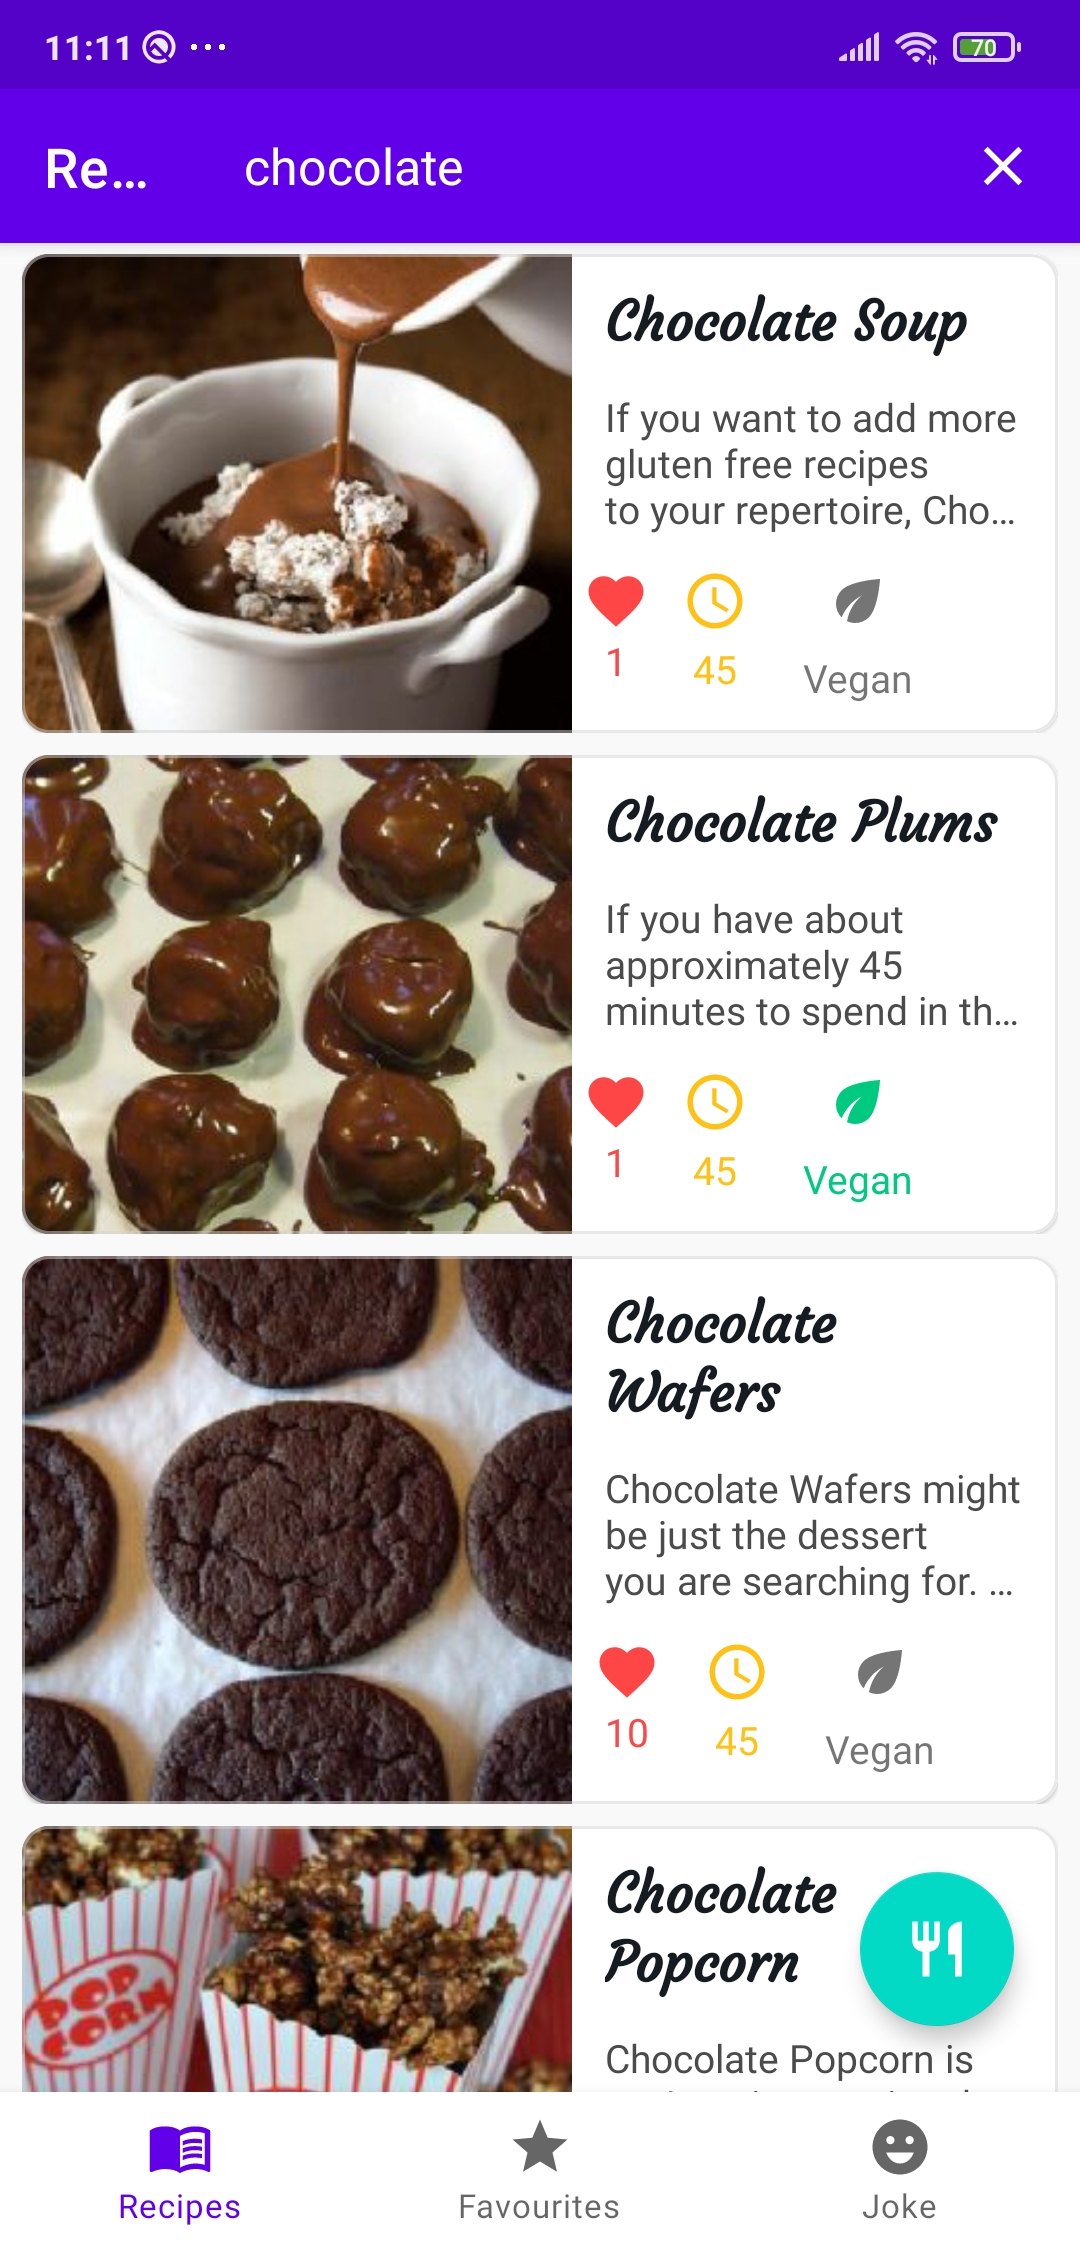 11:11
70
Re...
chocolate
Chocolate Soup
If you want to add more
gluten free recipes
to your repertoire, Cho...
1
45
Vegan
Chocolate Plums
If you have about
approximately 45
minutes to spend in th...
1
45
Vegan
Chocolate
Wafers
Chocolate Wafers might
be just the dessert
you are searching for. ...
10
45
Vegan
POP
CORN
Chocolate
Popcorn
Chocolate Popcorn is
Recipes
Favourites
Joke